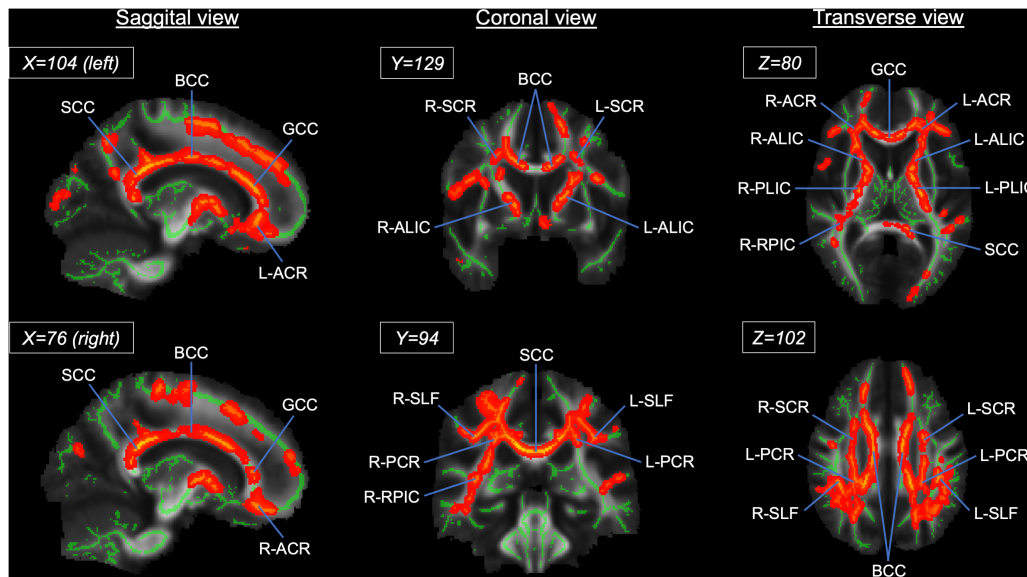 Saggital view
Coronal view
Transverse view
X=104 (left)
BCC
SCC
GCC
L-ACR
Y=129
BCC
R-SCR
L-SCR
R-ALIC
L-ALIC
Z=80
GCC
R-ACR
L-ACR
R-ALIC
L-ALIC
R-PLIC
L-PLIC
R-RPIC
SCC
X=76 (right)
BCC
SCC
GCC
R-ACR
Y=94
SCC
R-SLF
L-SLF
R-PCR
L-PCR
R-RPIC
Z=102
R-SCR
L-SCR
L-PCR
L-PCR
R-SLF
L-SLF
BCC